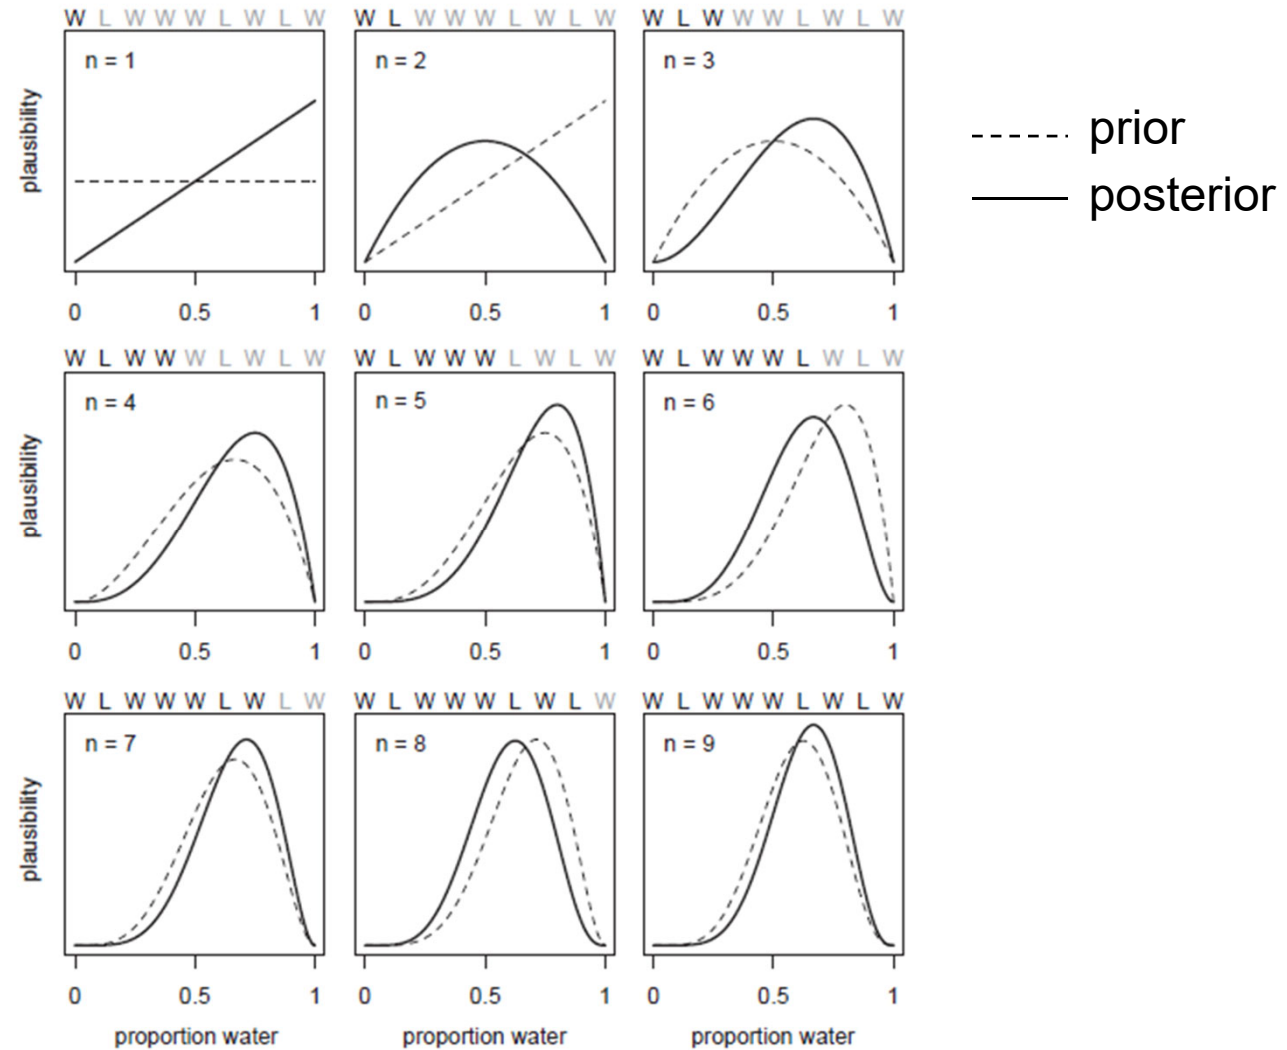 W L W W W L W L W
W L W W W L W L W
W L W W W L W L W
n = 1
n = 2
n = 3
plausibility
prior
posterior
0 0.5 1
0 0.5 1
0 0.5 1
W L W W W L W L W
W L W W W L W L W
W L W W W L W L W
n = 4
n = 5
n = 6
plausibility
0 0.5 1
0 0.5 1
0 0.5 1
W L W W W L W L W
W L W W W L W L W
W L W W W L W L W
n = 7
n = 8
n = 9
plausibility
0 0.5 1
0 0.5 1
0 0.5 1
proportion water
proportion water
proportion water